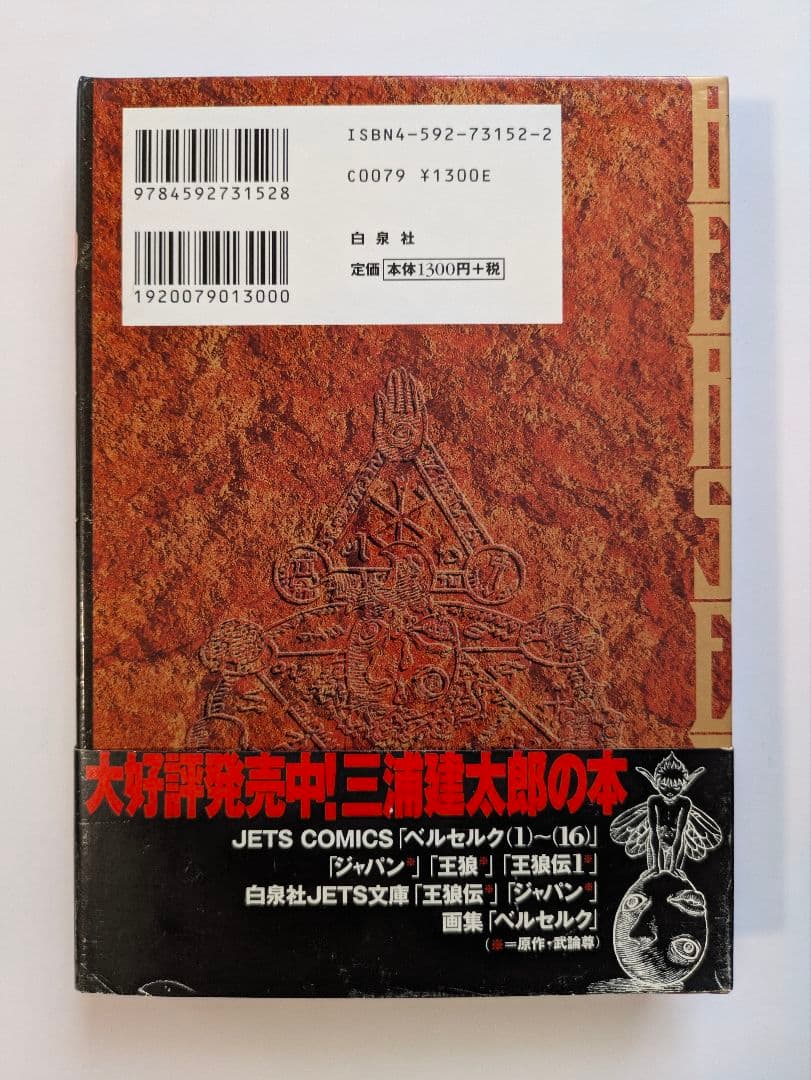 ISBN4-592-73152-2
C0079 ¥1300E
9784592731528
白泉社
定価 本体1300円+税
1920079013000
BERSE
大好評発売中!三浦建太郎の本
JETS COMICS「ベルセルク(1)〜(16)」
「ジャパン※」「王狼※」「王狼伝1※」
白泉社JETS文庫「王狼伝※」「ジャパン※」
画集「ベルセルク」
(※=原作・武論尊)